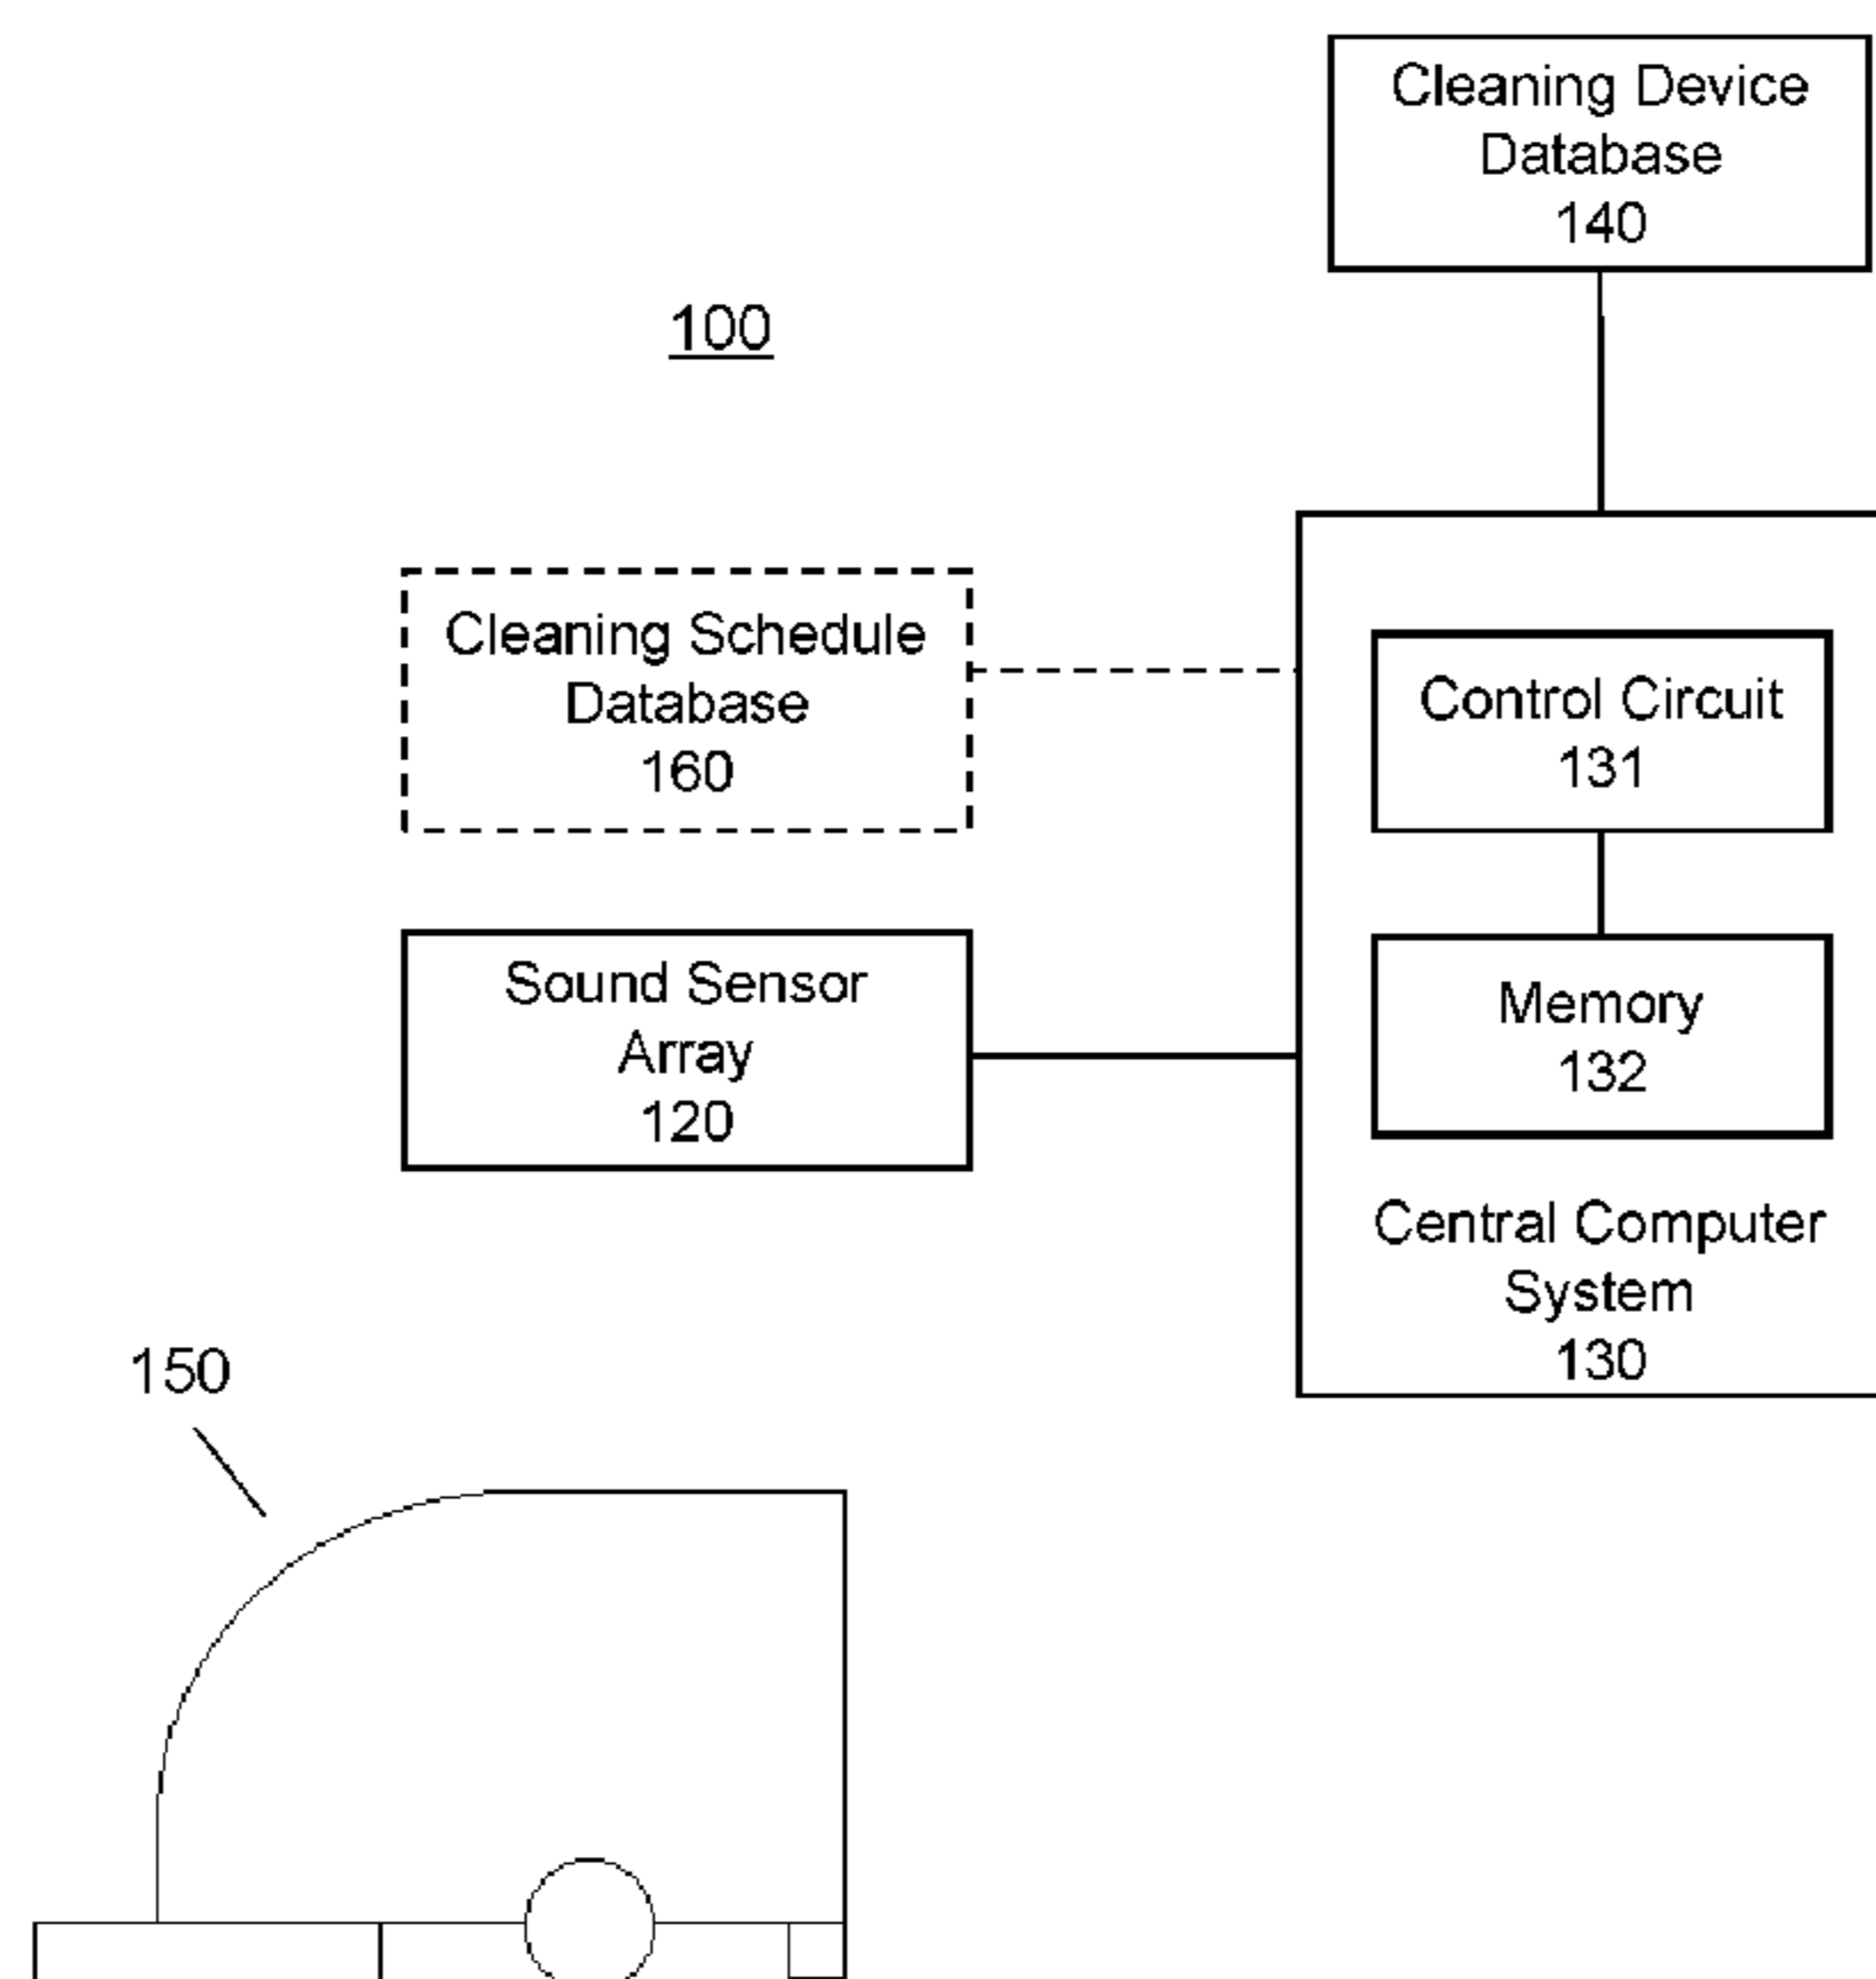 Cleaning Device
Database
140
100
Cleaning Schedule
Database
160
Control Circuit
131
Sound Sensor
Array
120
Memory
132
Central Computer
System
130
150